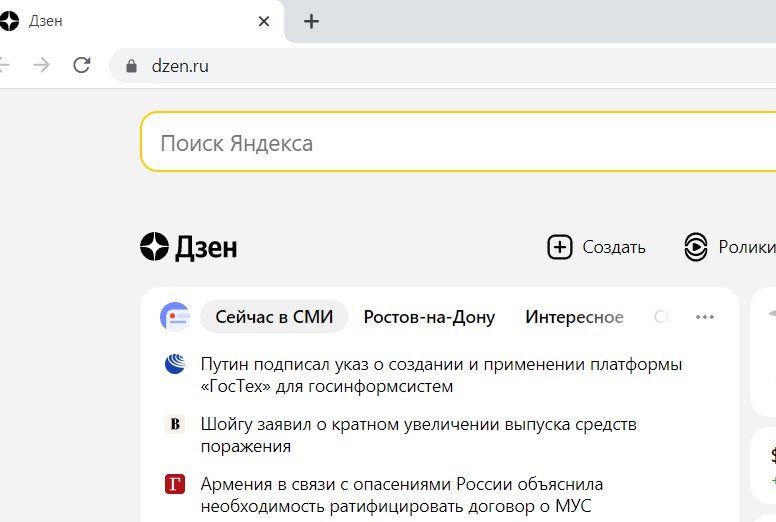 Дзен
dzen.ru
Поиск Яндекса
Дзен
Создать
Ролики
Сейчас в СМИ
Ростов-на-Дону
Интересное
Путин подписал указ о создании и применении платформы
«ГосТех» для госинформсистем
В
Шойгу заявил о кратном увеличении выпуска средств
поражения
Г
Армения в связи с опасениями России объяснила
необходимость ратифицировать договор о МУС